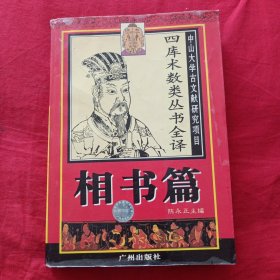 中山大学古文献研究项目
四库术数类丛书全译
相书篇
陈永正主编
广州出版社